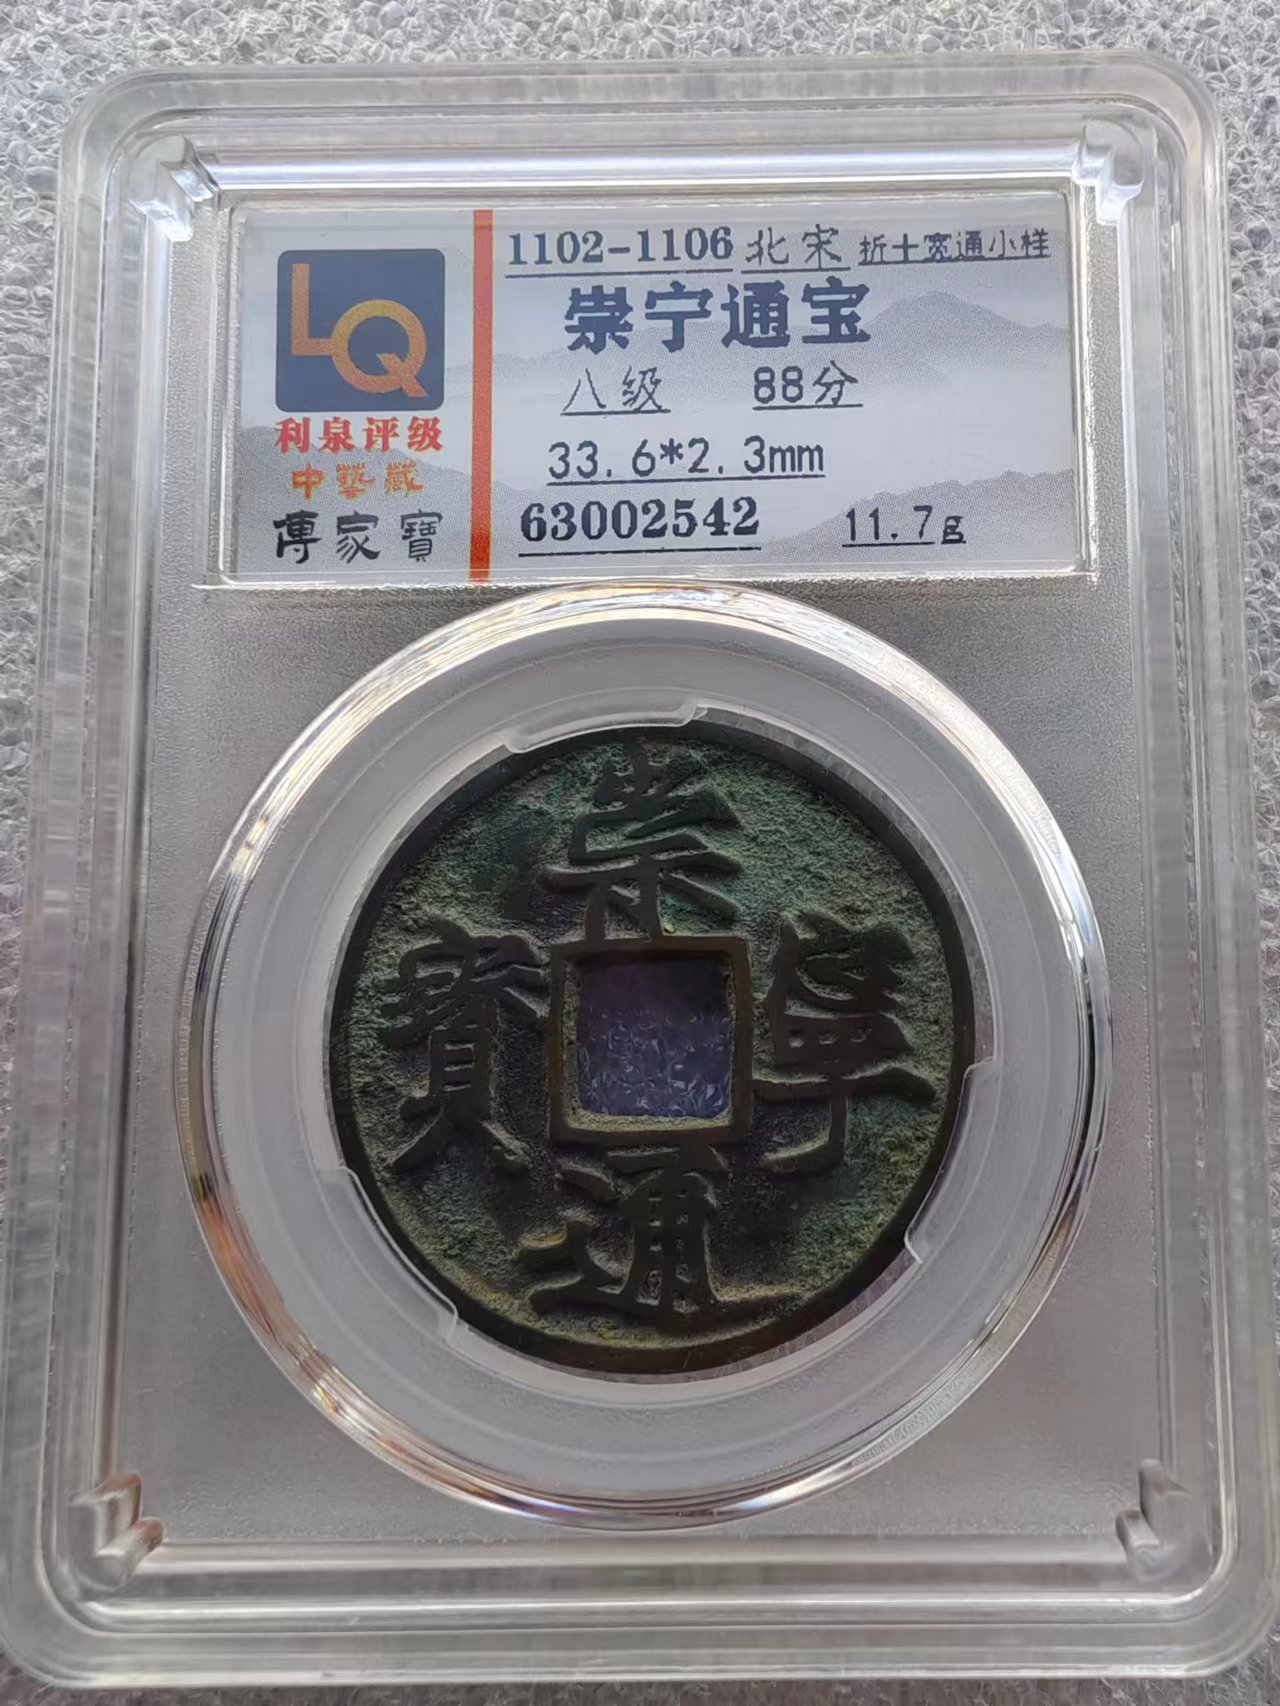 LQ
利泉评级
中藝藏
傳家寶
1102-1106 北宋 折十宽通小样
崇宁通宝
八级 88分
33.6*2.3mm
63002542 11.7g
崇寧通寳